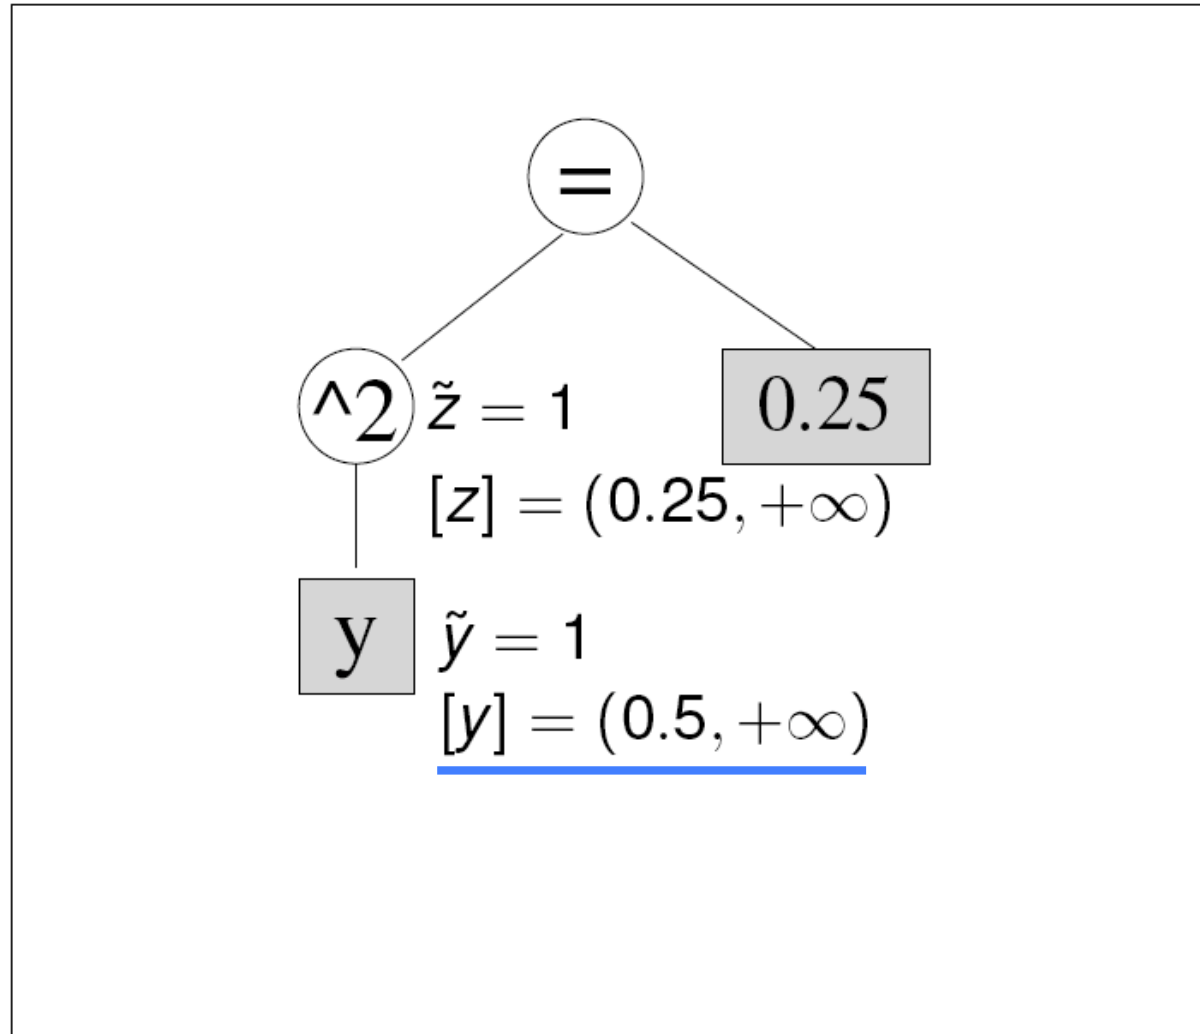 =
^2 z̃ = 1 0.25
[z] = (0.25, +∞)
y ỹ = 1
[y] = (0.5, +∞)